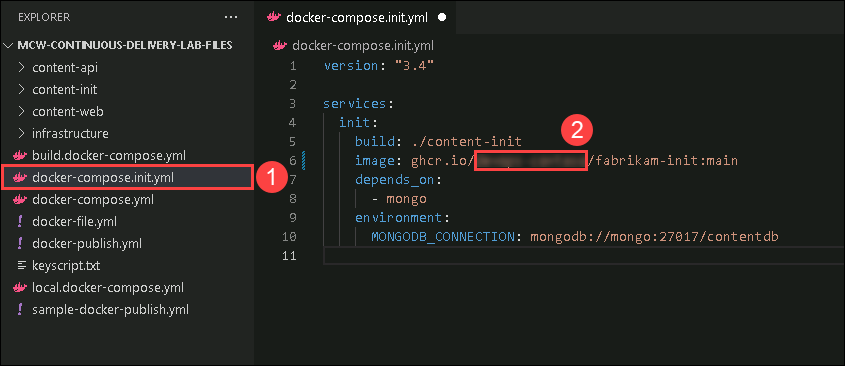 EXPLORER
···
MCW-CONTINUOUS-DELIVERY-LAB-FILES
content-api
content-init
content-web
infrastructure
build.docker-compose.yml
docker-compose.init.yml
1
docker-compose.yml
! docker-file.yml
! docker-publish.yml
keyscript.txt
local.docker-compose.yml
! sample-docker-publish.yml
docker-compose.init.yml
docker-compose.init.yml
1 version: "3.4"
2
3 services:
4 init:
2
5 build: ./content-init
6 image: ghcr.io/ /fabrikam-init:main
7 depends_on:
8 - mongo
9 environment:
10 MONGODB_CONNECTION: mongodb://mongo:27017/contentdb
11